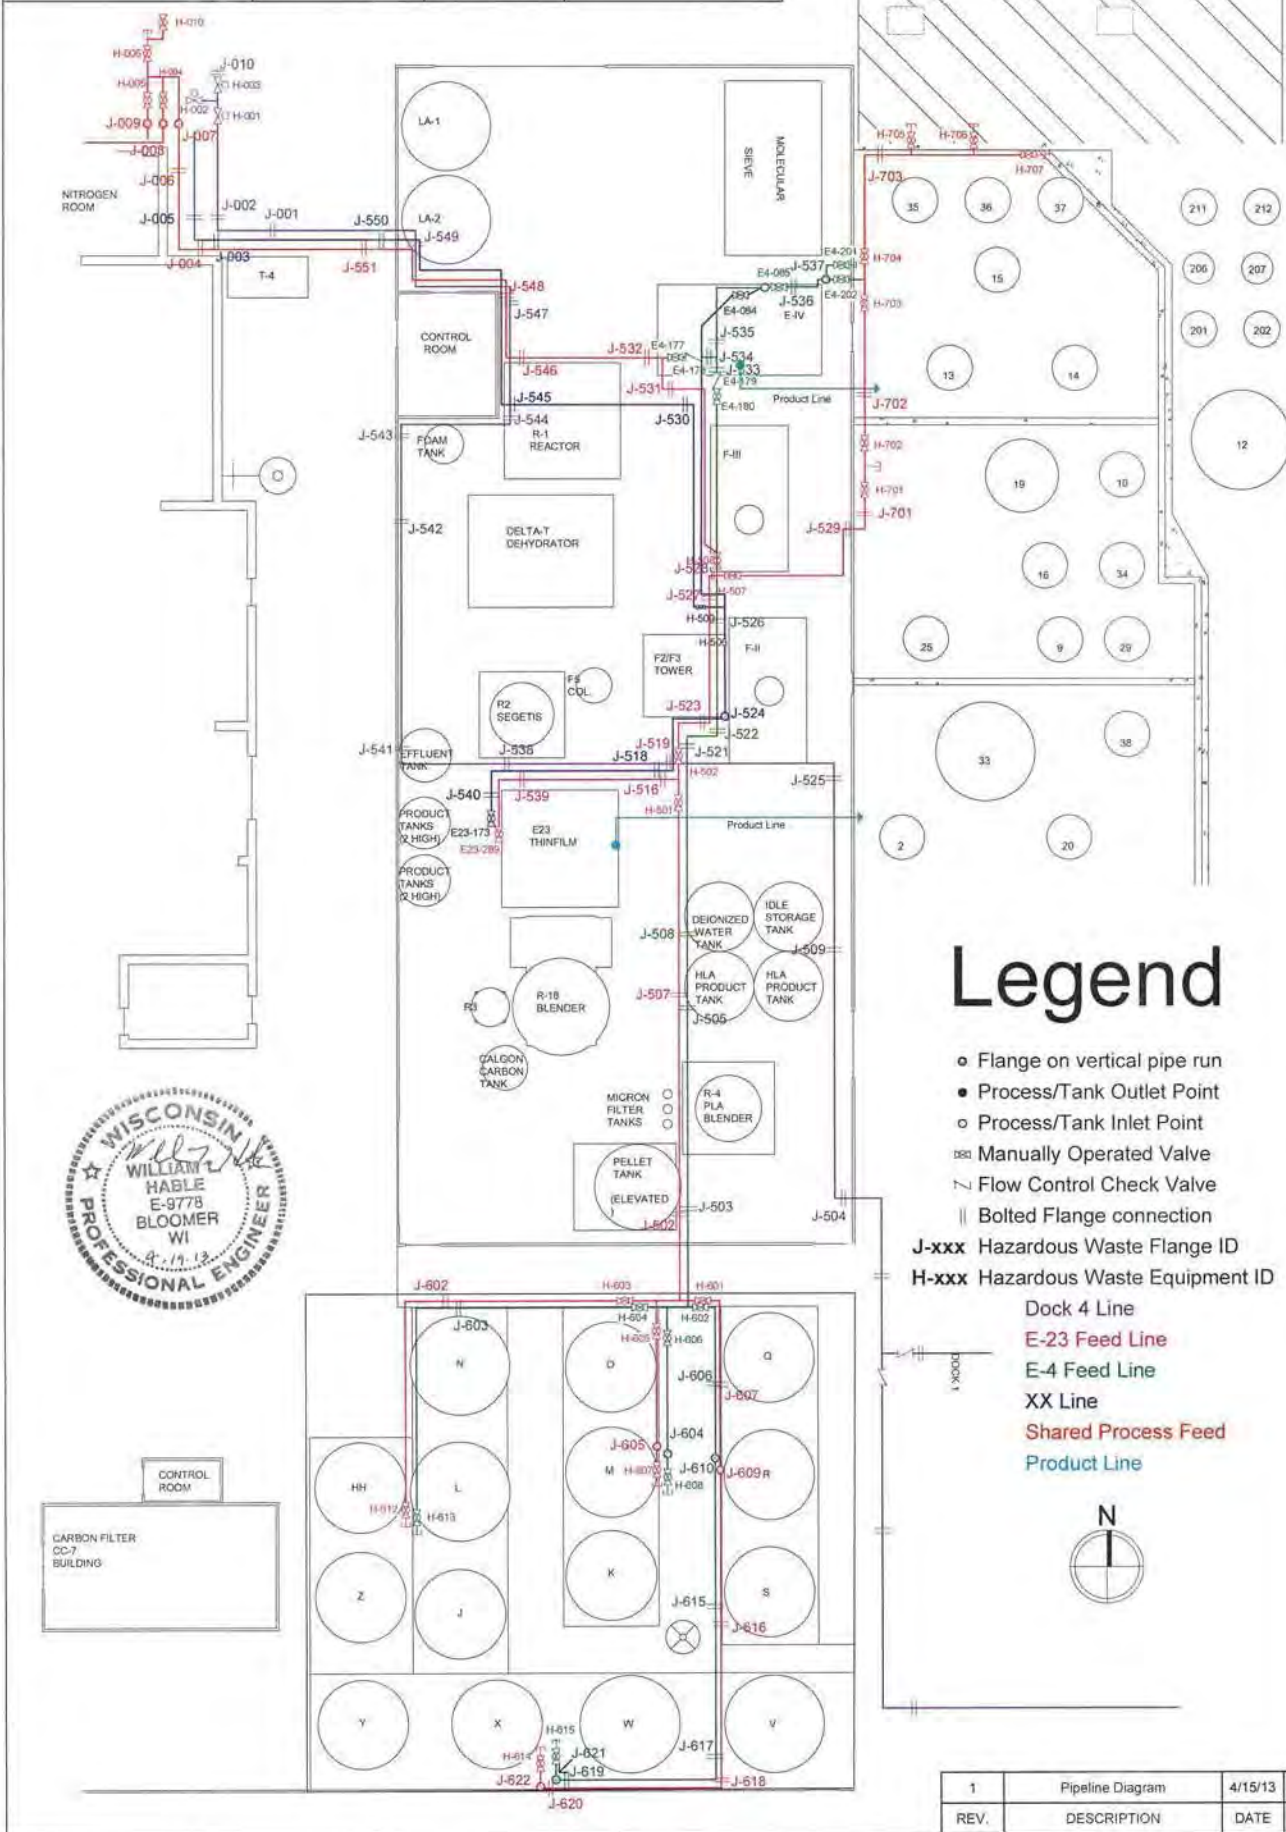 H-010
H-006
H-005
H-004
J-010
H-003
H-002
H-001
J-009
J-008
J-007
J-006
NITROGEN
ROOM
J-005
J-002
J-001
J-550
J-549
J-004
J-003
J-551
T-4
LA-1
LA-2
MOLECULAR
SIEVE
CONTROL
ROOM
J-548
J-547
J-546
J-545
J-544
J-532
J-531
J-530
E4-177
E4-179
E4-180
J-533
J-534
J-535
E4-084
E4-085
J-536
E-IV
J-537
E4-201
E4-202
Product Line
H-705
H-706
H-707
J-703
H-704
H-703
J-702
H-702
H-701
J-701
J-529
35
36
37
15
13
14
211
212
206
207
201
202
12
19
10
16
34
25
9
29
33
38
2
20
J-543
FOAM
TANK
R-1
REACTOR
F-III
J-542
DELTA-T
DEHYDRATOR
J-527
H-507
H-509
J-526
F-II
F2/F3
TOWER
R2
SEGETIS
J-523
J-524
J-522
J-519
J-521
J-541
EFFLUENT
TANK
J-538
J-518
H-502
J-525
J-540
J-539
J-516
H-501
PRODUCT
TANKS
(2 HIGH)
E23-173
E23-289
E23
THINFILM
Product Line
PRODUCT
TANKS
(2 HIGH)
J-508
DEIONIZED
WATER
TANK
IDLE
STORAGE
TANK
J-509
J-507
HLA
PRODUCT
TANK
HLA
PRODUCT
TANK
J-505
R3
R-18
BLENDER
CALGON
CARBON
TANK
MICRON
FILTER
TANKS
R-4
PLA
BLENDER
PELLET
TANK
(ELEVATED
)
J-502
J-503
J-504
WISCONSIN
WILLIAM
HABLE
E-9778
BLOOMER
WI
9-19-13
PROFESSIONAL ENGINEER
Legend
Flange on vertical pipe run
Process/Tank Outlet Point
Process/Tank Inlet Point
Manually Operated Valve
Flow Control Check Valve
Bolted Flange connection
J-xxx Hazardous Waste Flange ID
H-xxx Hazardous Waste Equipment ID
Dock 4 Line
E-23 Feed Line
E-4 Feed Line
XX Line
Shared Process Feed
Product Line
N
J-602
J-603
H-603
H-604
H-601
H-602
H-605
H-606
N
O
Q
J-606
J-607
DOCK 1
J-604
J-605
J-610
J-609
H-607
H-608
HH
L
M
R
H-612
H-613
CONTROL
ROOM
CARBON FILTER
CC-7
BUILDING
Z
J
K
S
J-615
J-616
Y
X
W
V
H-615
H-614
J-621
J-619
J-622
J-620
J-617
J-618
1 Pipeline Diagram 4/15/13
REV. DESCRIPTION DATE